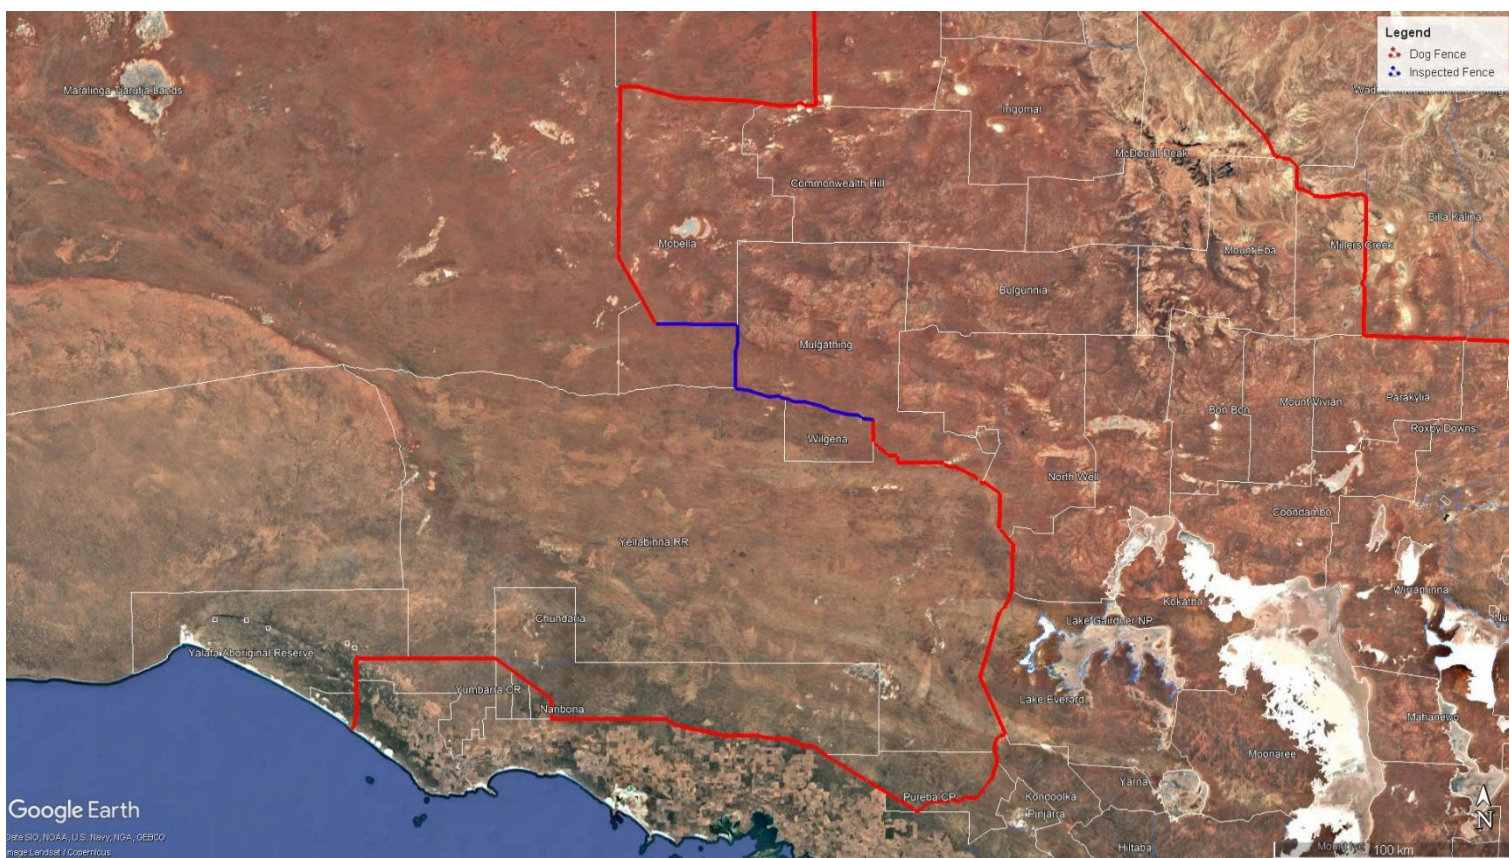 Legend
Dog Fence
Inspected Fence
Maralinga Tjarutja Lands
Ingomar
McDouall Peak
Commonwealth Hill
Billa Kalina
Mobella
Mount Eba
Millers Creek
Bulgunnia
Mulgathing
Bon Bon
Mount Vivian
Parakylia
Roxby Downs
Wilgena
North Well
Coondambo
Yellabinna RR
Wirraminna
Kokatha
Chundaria
Lake Gairdner NP
Yalata Aboriginal Reserve
Yumbarra CR
Nanbona
Lake Everard
Mahanewo
Moonaree
Yarna
Pureba CP
Kondoolka
Pinjarra
Hiltaba
Google Earth
Data SIO, NOAA, U.S. Navy, NGA, GEBCO
Image Landsat / Copernicus
N
100 km